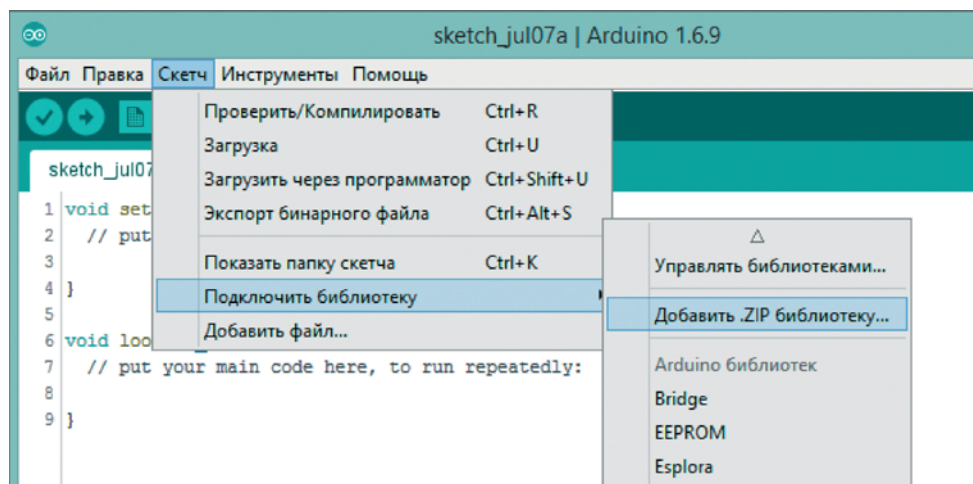 sketch_jul07a | Arduino 1.6.9
Файл Правка Скетч Инструменты Помощь
Проверить/Компилировать Ctrl+R
Загрузка Ctrl+U
Загрузить через программатор Ctrl+Shift+U
Экспорт бинарного файла Ctrl+Alt+S
Показать папку скетча Ctrl+K
Подключить библиотеку
Добавить файл...
Управлять библиотеками...
Добавить .ZIP библиотеку...
Arduino библиотек
Bridge
EEPROM
Esplora
sketch_jul07
1 void set
2 // put
3
4 }
5
6 void loo
7 // put your main code here, to run repeatedly:
8
9 }